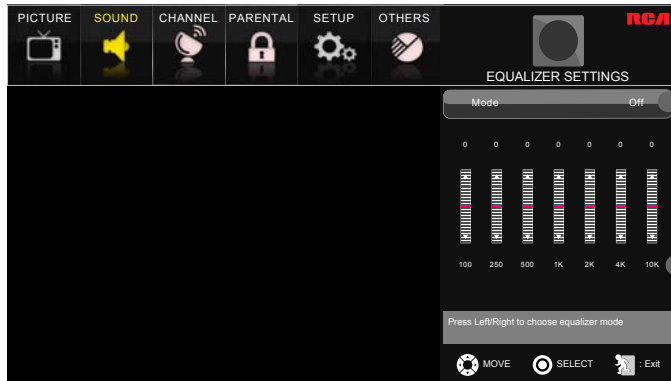 PICTURE SOUND CHANNEL PARENTAL SETUP OTHERS
RCA
EQUALIZER SETTINGS
Mode Off
0 0 0 0 0 0 0
100 250 500 1K 2K 4K 10K
Press Left/Right to choose equalizer mode
MOVE SELECT : Exit